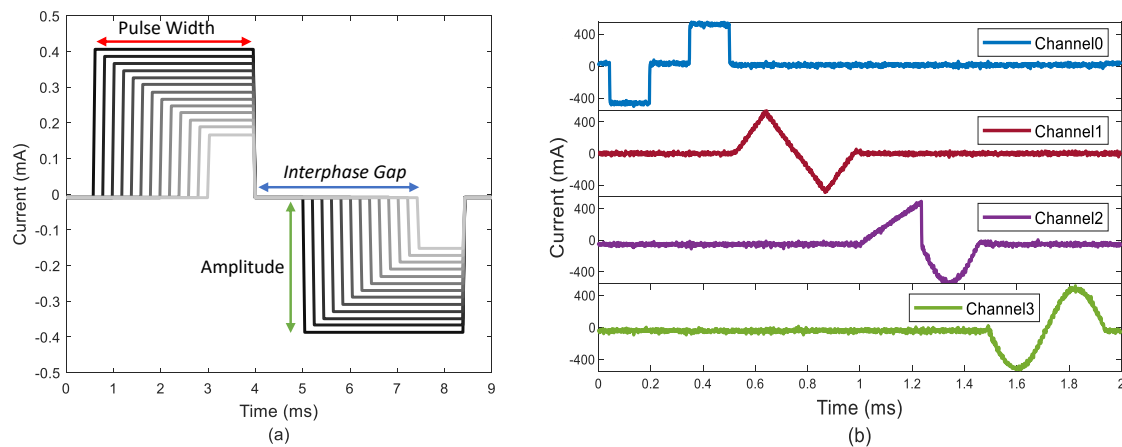 Pulse Width
Interphase Gap
Amplitude
Current (mA)
0.5
0.4
0.3
0.2
0.1
0
-0.1
-0.2
-0.3
-0.4
-0.5
0 1 2 3 4 5 6 7 8 9
Time (ms)
(a)
Current (mA)
400
0
-400
Channel0
400
0
-400
Channel1
400
0
-400
Channel2
400
0
-400
Channel3
0 0.2 0.4 0.6 0.8 1 1.2 1.4 1.6 1.8 2
Time (ms)
(b)